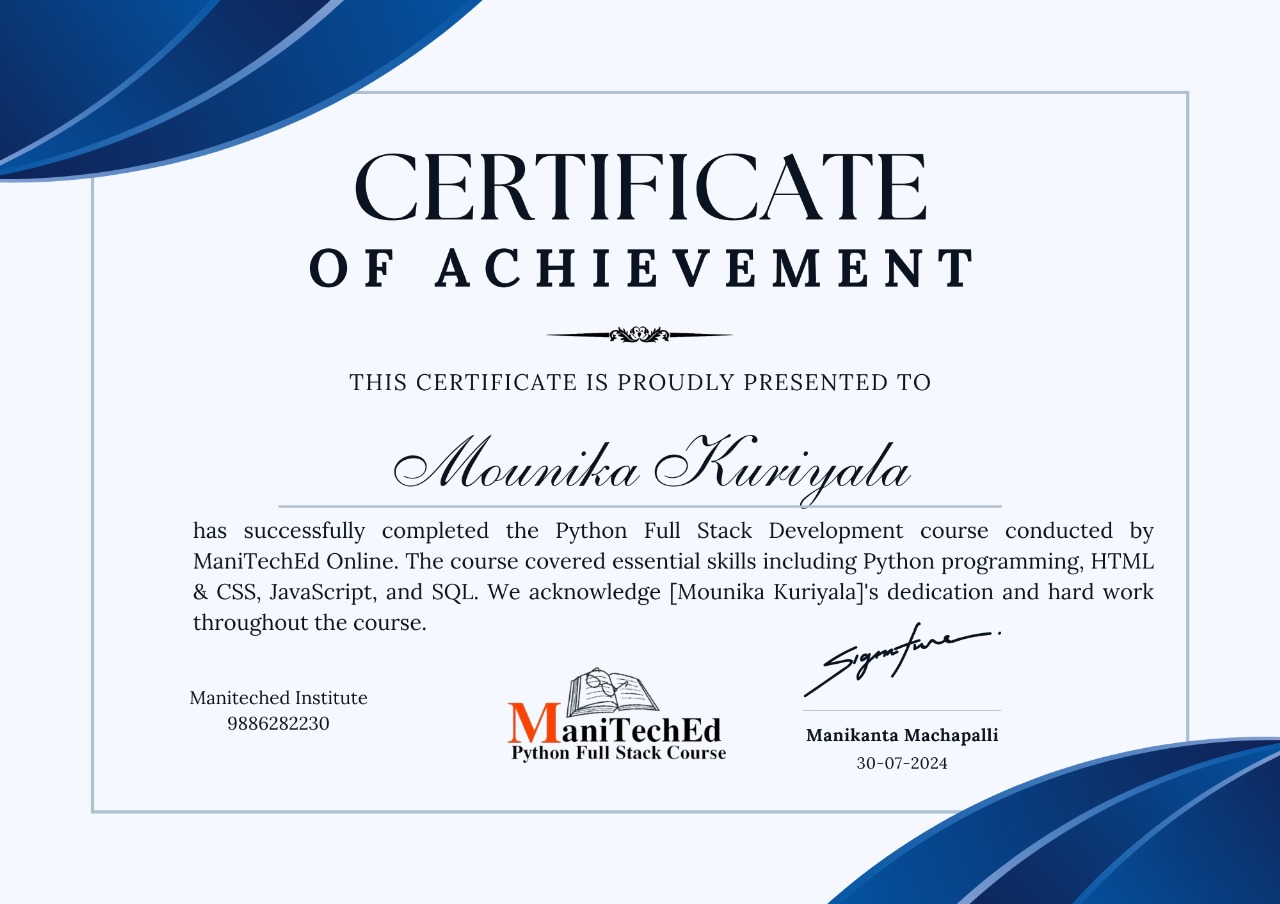 CERTIFICATE
OF ACHIEVEMENT
THIS CERTIFICATE IS PROUDLY PRESENTED TO
Mounika Kuriyala
has successfully completed the Python Full Stack Development course conducted by
ManiTechEd Online. The course covered essential skills including Python programming, HTML
& CSS, JavaScript, and SQL. We acknowledge [Mounika Kuriyala]'s dedication and hard work
throughout the course.
Signature
Maniteched Institute
9886282230
ManiTechEd
Python Full Stack Course
Manikanta Machapalli
30-07-2024